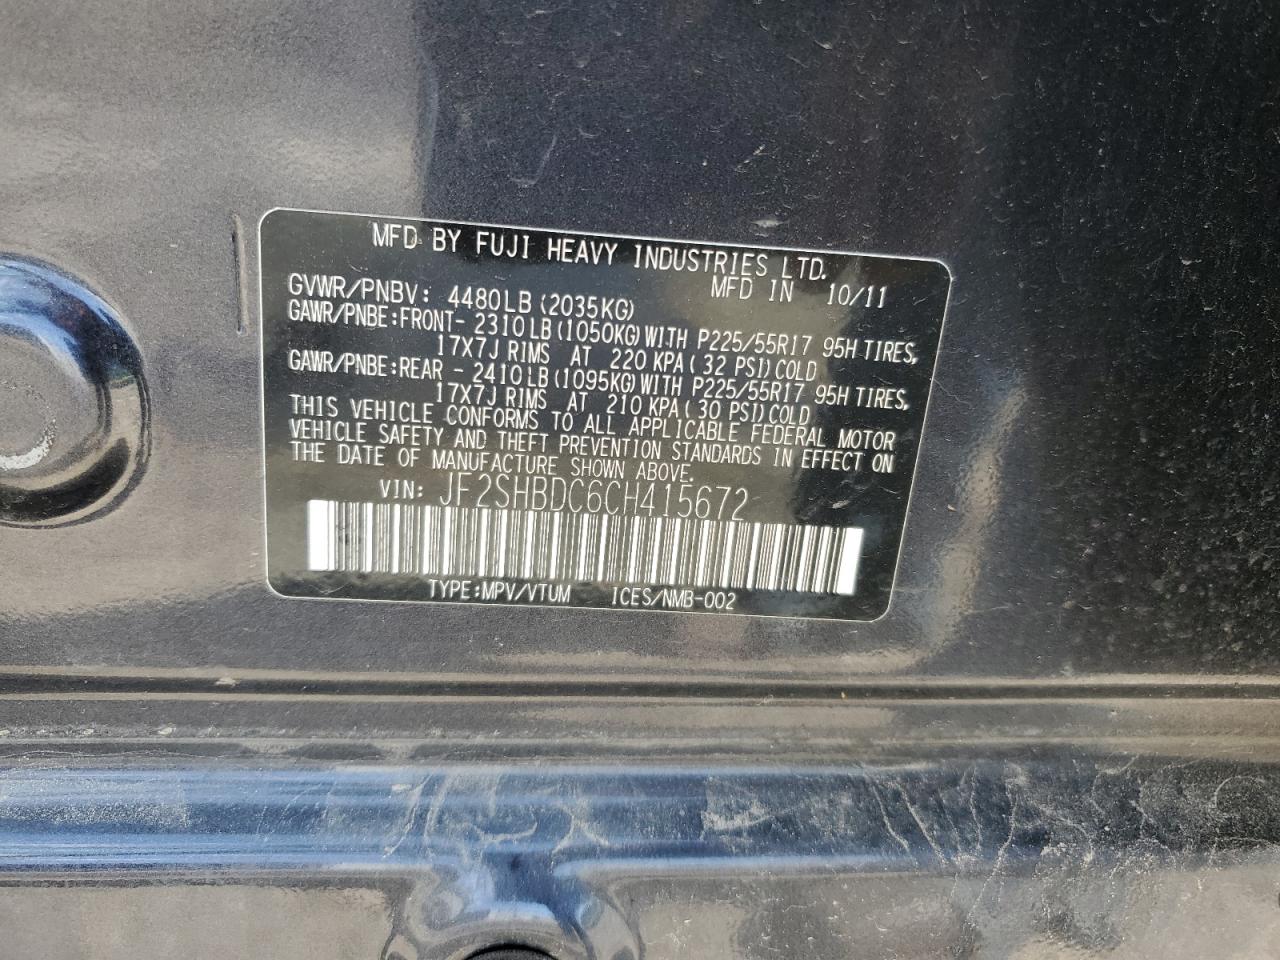 MFD. BY FUJI HEAVY INDUSTRIES LTD.
MFD IN 10/11
GVWR/PNBV: 4480LB (2035KG)
GAWR/PNBE:FRONT- 2310LB (1050KG) WITH P225/55R17 95H TIRES,
17X7J RIMS AT 220 KPA (32 PSI) COLD
GAWR/PNBE:REAR - 2410LB (1095KG) WITH P225/55R17 95H TIRES,
17X7J RIMS AT 210 KPA (30 PSI) COLD
THIS VEHICLE CONFORMS TO ALL APPLICABLE FEDERAL MOTOR
VEHICLE SAFETY AND THEFT PREVENTION STANDARDS IN EFFECT ON
THE DATE OF MANUFACTURE SHOWN ABOVE.
VIN: JF2SHBDC6CH415672
TYPE:MPV/VTUM ICES/NMB-002